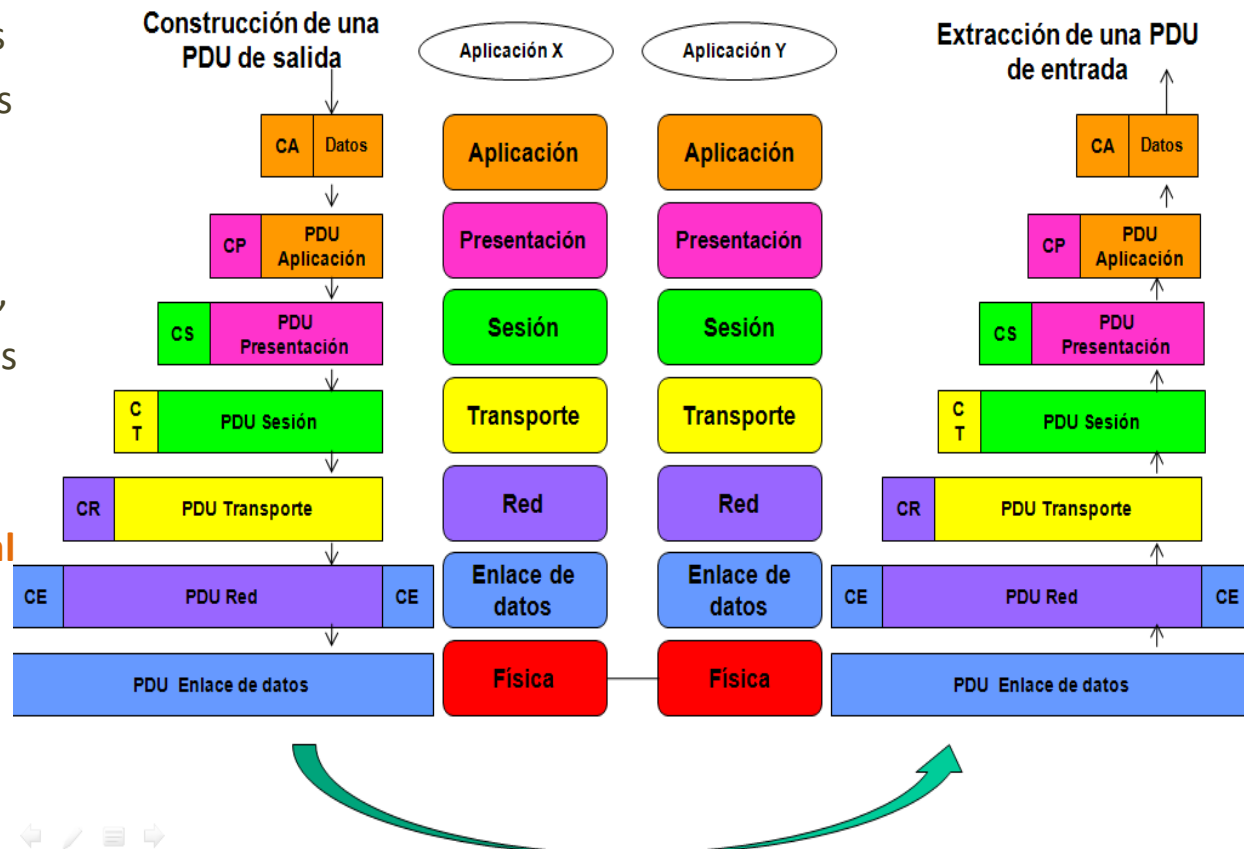 Construcción de una
PDU de salida
Aplicación X
Aplicación Y
Extracción de una PDU
de entrada
s
s
,
s
al
CA
Datos
Aplicación
Aplicación
CA
Datos
CP
PDU
Aplicación
Presentación
Presentación
CP
PDU
Aplicación
CS
PDU
Presentación
Sesión
Sesión
CS
PDU
Presentación
C
T
PDU Sesión
Transporte
Transporte
C
T
PDU Sesión
CR
PDU Transporte
Red
Red
CR
PDU Transporte
CE
PDU Red
CE
Enlace de
datos
Enlace de
datos
CE
PDU Red
CE
PDU Enlace de datos
Física
Física
PDU Enlace de datos